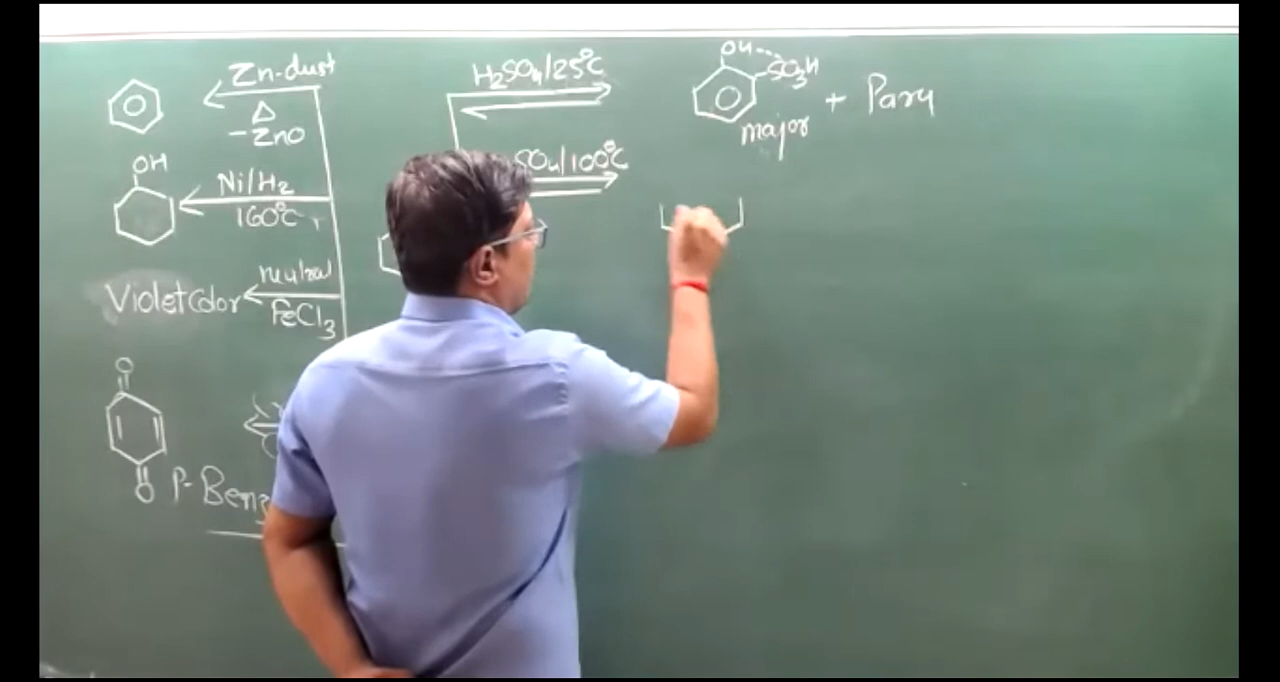 Zn-dust
Δ
-ZnO
OH
Ni/H2
160°C
Violet Color
neutral
FeCl3
O
O
P-Benz
H2SO4/25°C
SO4/100°C
OH
SO3H
major
+ Para